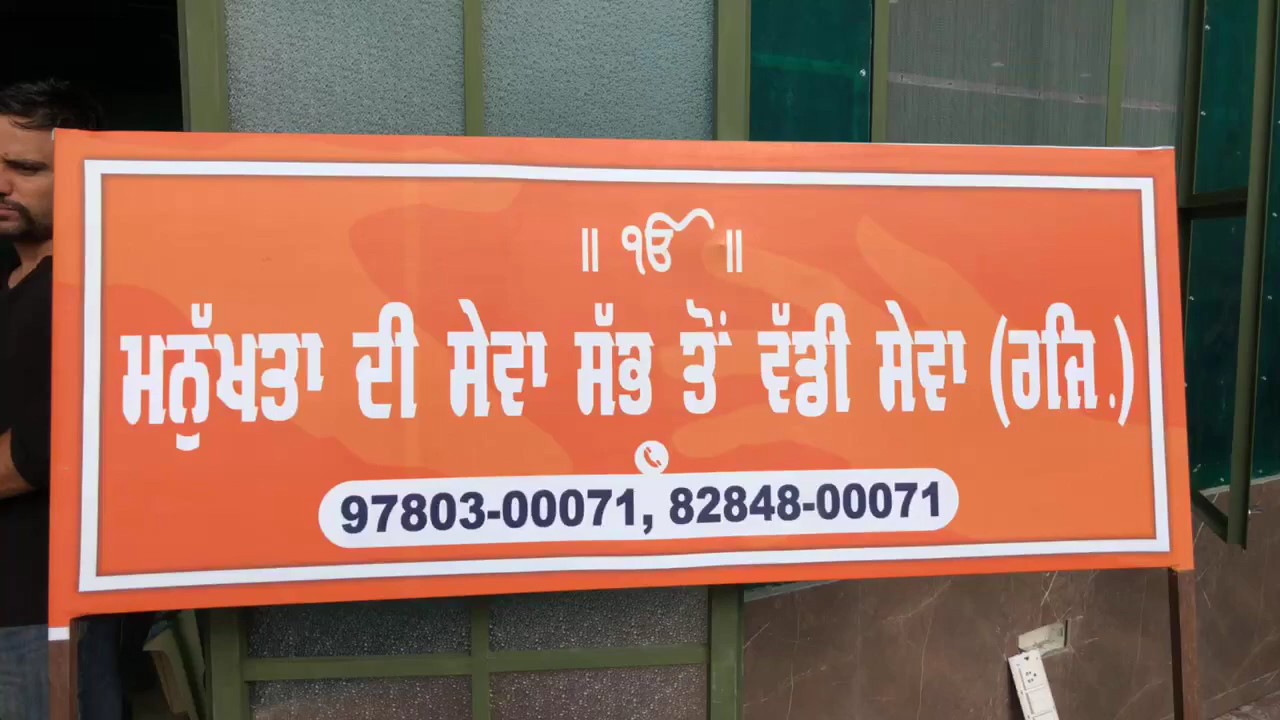 ॥ ੴ ॥
ਮਨੁੱਖਤਾ ਦੀ ਸੇਵਾ ਸੱਭ ਤੋਂ ਵੱਡੀ ਸੇਵਾ (ਰਜਿ.)
97803-00071, 82848-00071